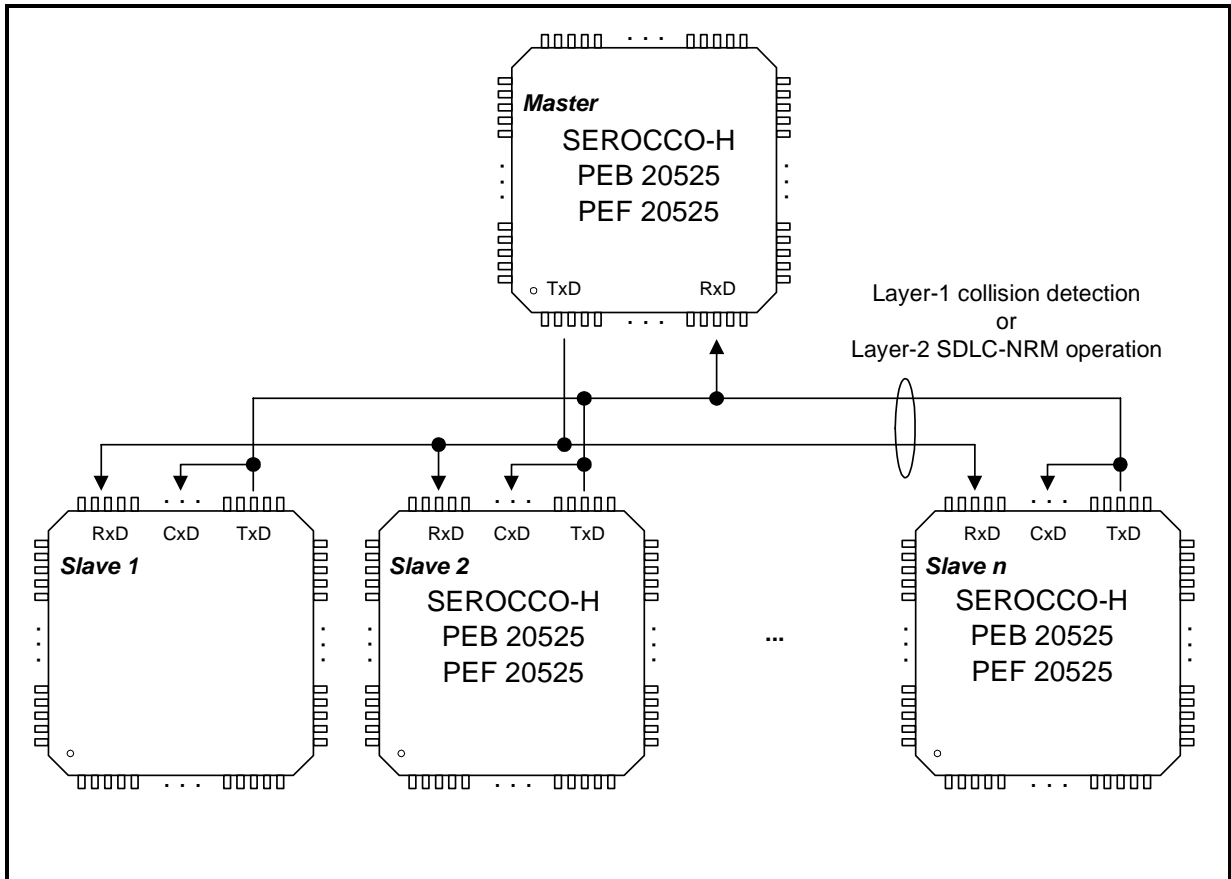 Master
SEROCCO-H
PEB 20525
PEF 20525
TxD RxD
Layer-1 collision detection
or
Layer-2 SDLC-NRM operation
RxD CxD TxD
Slave 1
RxD CxD TxD
Slave 2
SEROCCO-H
PEB 20525
PEF 20525
...
RxD CxD TxD
Slave n
SEROCCO-H
PEB 20525
PEF 20525